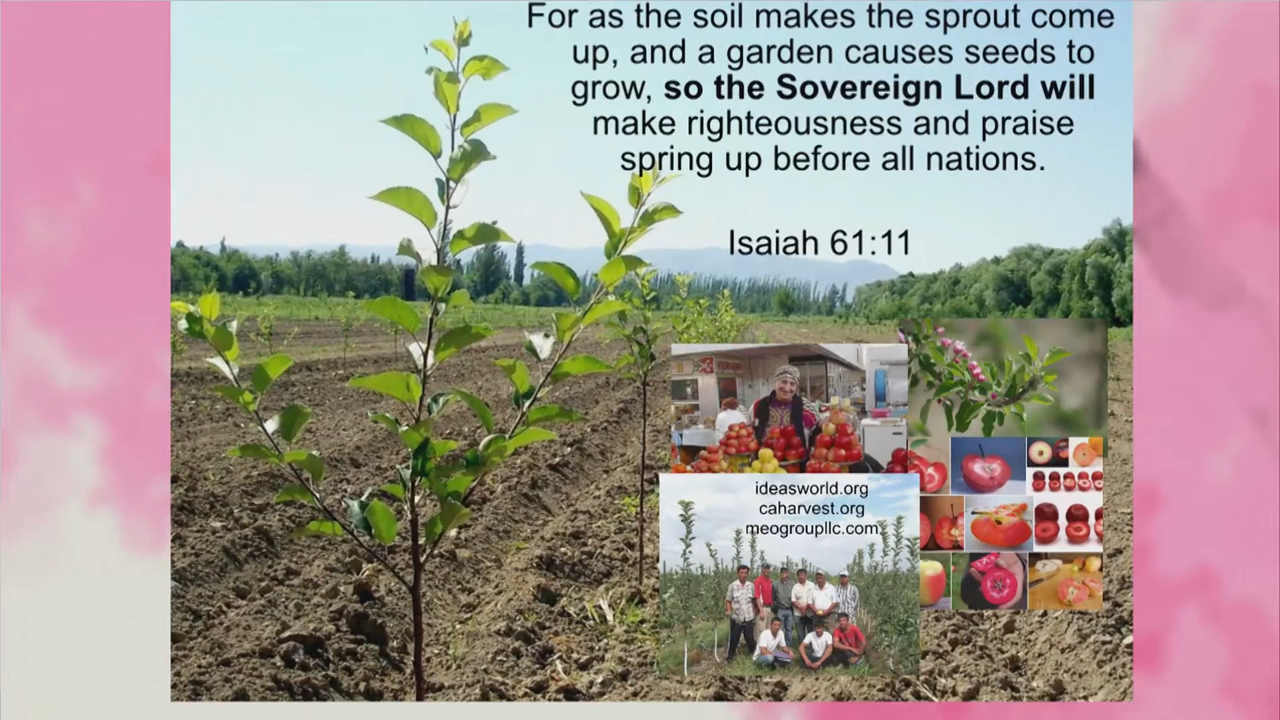 For as the soil makes the sprout come
up, and a garden causes seeds to
grow, so the Sovereign Lord will
make righteousness and praise
spring up before all nations.
Isaiah 61:11
ideasworld.org
caharvest.org
meogroupllc.com